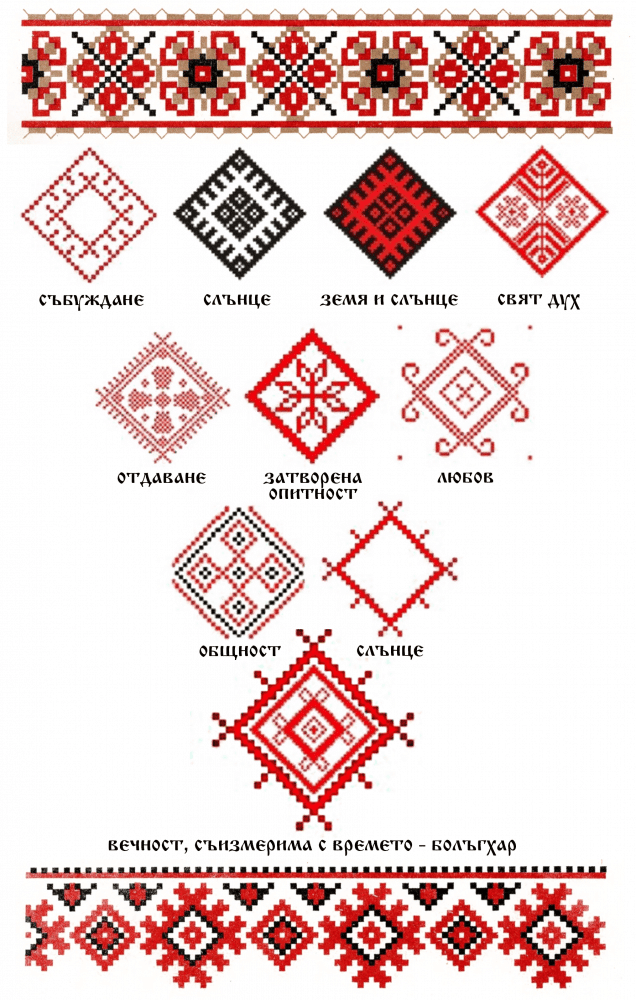 СЪБУЖДАНЕ
СЛЪНЦЕ
ЗЕМЯ И СЛЪНЦЕ
СВЯТ ДУХ
ОТДАВАНЕ
ЗАТВОРЕНА
ОПИТНОСТ
ЛЮБОВ
ОБЩНОСТ
СЛЪНЦЕ
ВЕЧНОСТ, СЪИЗМЕРИМА С ВРЕМЕТО - БОЛЪГХАР